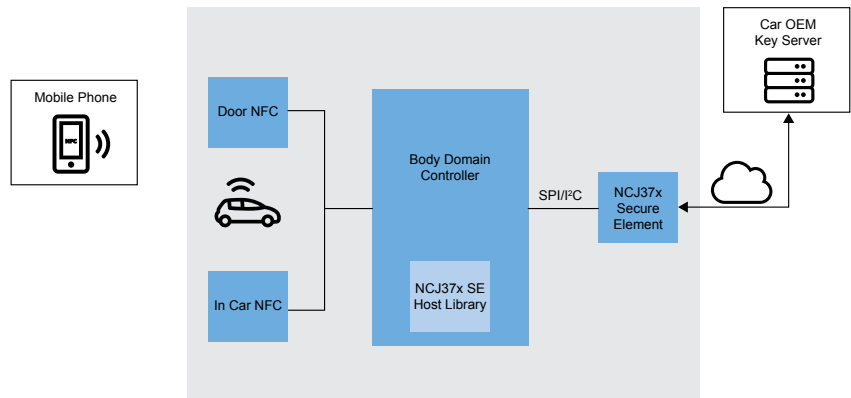 Car OEM
Key Server
Mobile Phone
NFC
Door NFC
Body Domain
Controller
SPI/I²C
NCJ37x
Secure
Element
NCJ37x SE
Host Library
In Car NFC